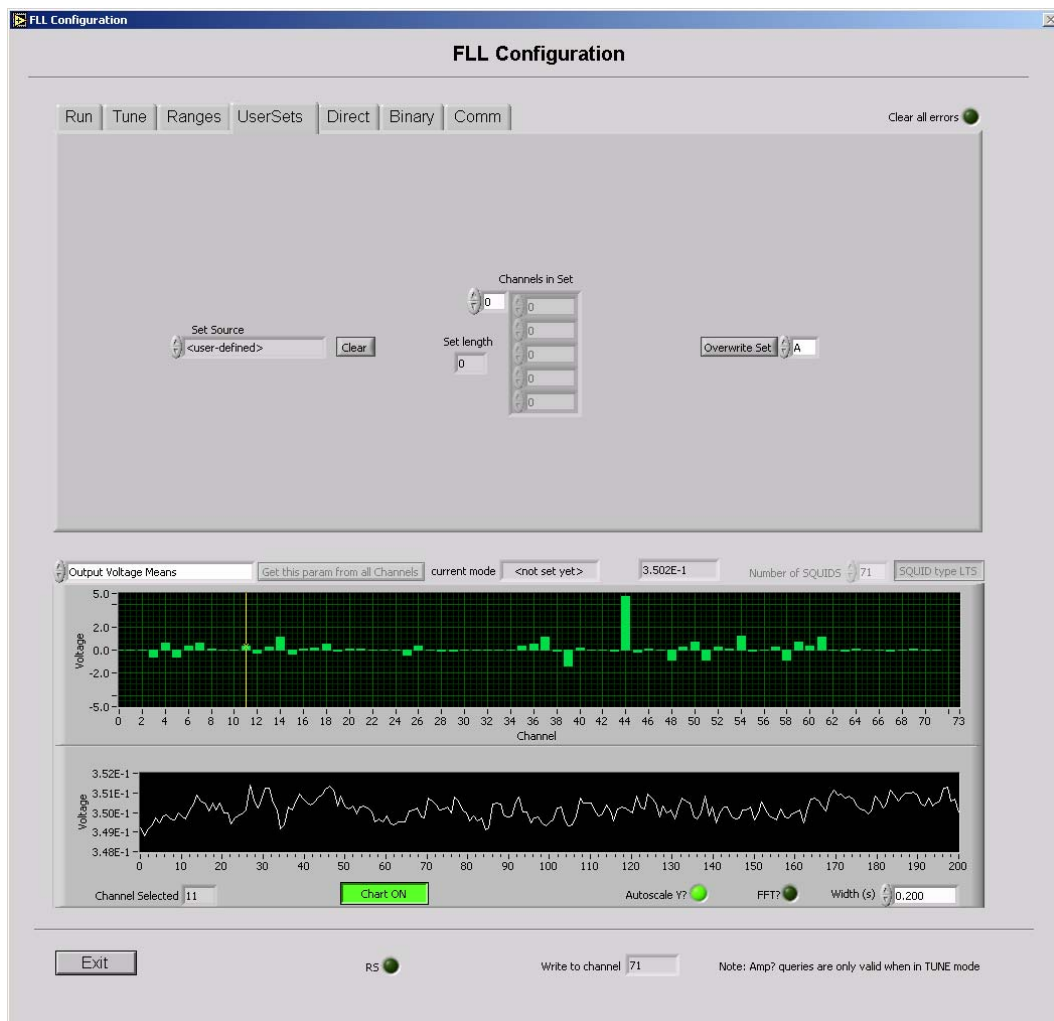 FLL Configuration
FLL Configuration
Run Tune Ranges UserSets Direct Binary Comm
Clear all errors
Channels in Set
0 0
0
0
0
0
Set Source
<user-defined> Clear
Set length
0
Overwrite Set A
Output Voltage Means Get this param from all Channels current mode <not set yet> 3.502E-1 Number of SQUIDS 71 SQUID type LTS
5.0
2.0
0.0
-2.0
-5.0
Voltage
0 2 4 6 8 10 12 14 16 18 20 22 24 26 28 30 32 34 36 38 40 42 44 46 48 50 52 54 56 58 60 62 64 66 68 70 73
Channel
3.52E-1
3.51E-1
3.50E-1
3.49E-1
3.48E-1
Voltage
0 10 20 30 40 50 60 70 80 90 100 110 120 130 140 150 160 170 180 190 200
Channel Selected 11 Chart ON Autoscale Y? FFT? Width (s) 0.200
Exit RS Write to channel 71 Note: Amp? queries are only valid when in TUNE mode